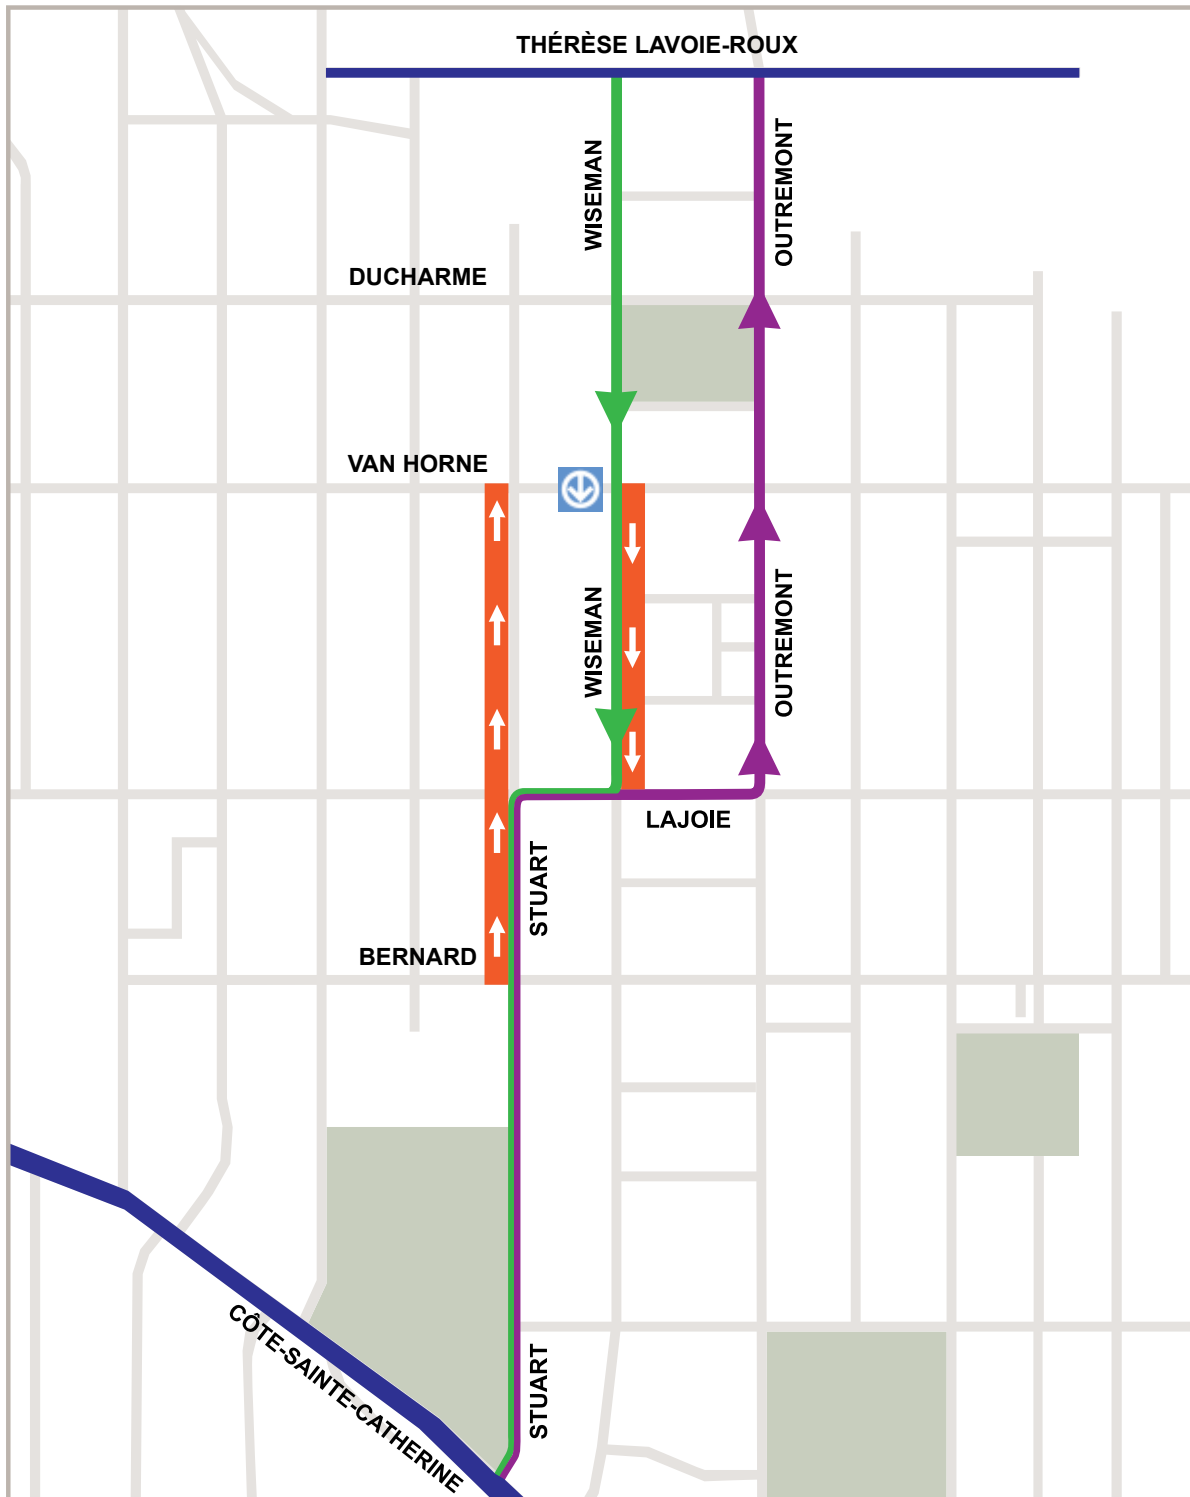 THÉRÈSE LAVOIE-ROUX
WISEMAN
OUTREMONT
DUCHARME
VAN HORNE
WISEMAN
OUTREMONT
LAJOIE
STUART
BERNARD
CÔTE-SAINTE-CATHERINE
STUART